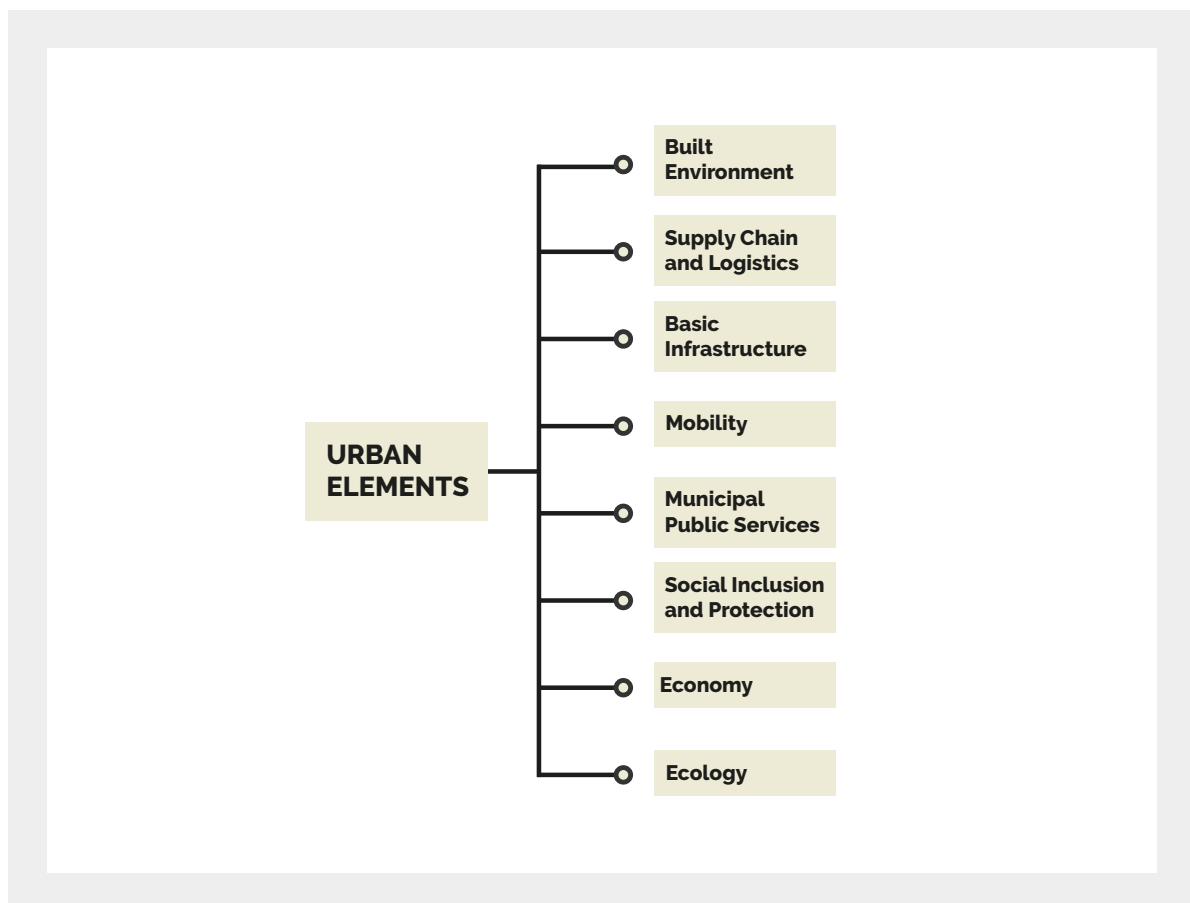 Built
Environment
Supply Chain
and Logistics
Basic
Infrastructure
Mobility
URBAN
ELEMENTS
Municipal
Public Services
Social Inclusion
and Protection
Economy
Ecology